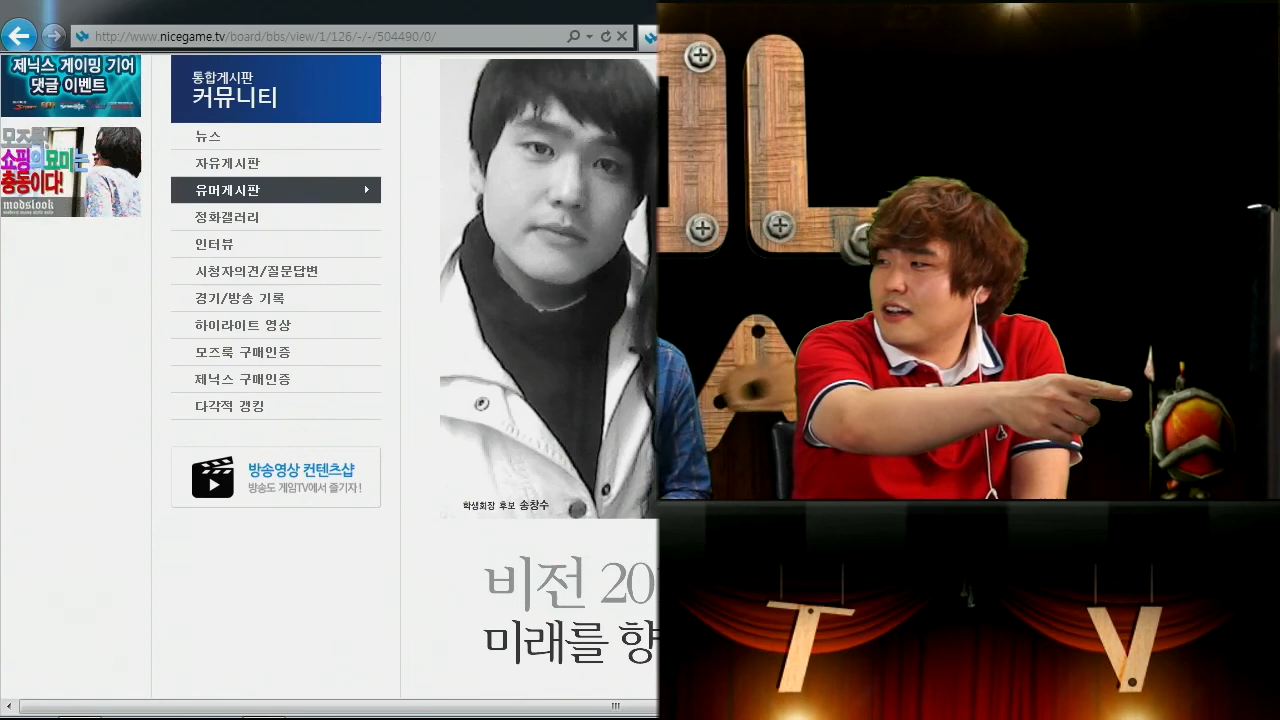 http://www.nicegame.tv/board/bbs/view/1/126/-/-/504490/0/
제닉스 게이밍 기어
댓글 이벤트
모즈룩!
쇼핑의묘미는
충동이다!
modslook
통합게시판
커뮤니티
뉴스
자유게시판
유머게시판
정화갤러리
인터뷰
시청자의견/질문답변
경기/방송 기록
하이라이트 영상
모즈룩 구매인증
제닉스 구매인증
다각적 갱킹
방송영상 컨텐츠샵
방송도 게임TV에서 즐기자!
학생회장 후보 송창수
비전 20
미래를 향
L
A
T V